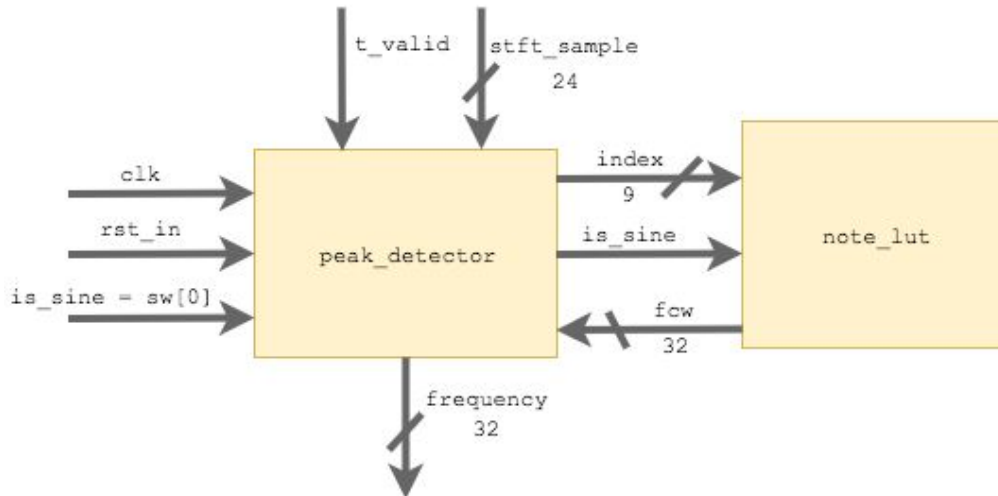 t_valid
stft_sample
24
clk
index
9
rst_in
peak_detector
is_sine
note_lut
is_sine = sw[0]
fcw
32
frequency
32